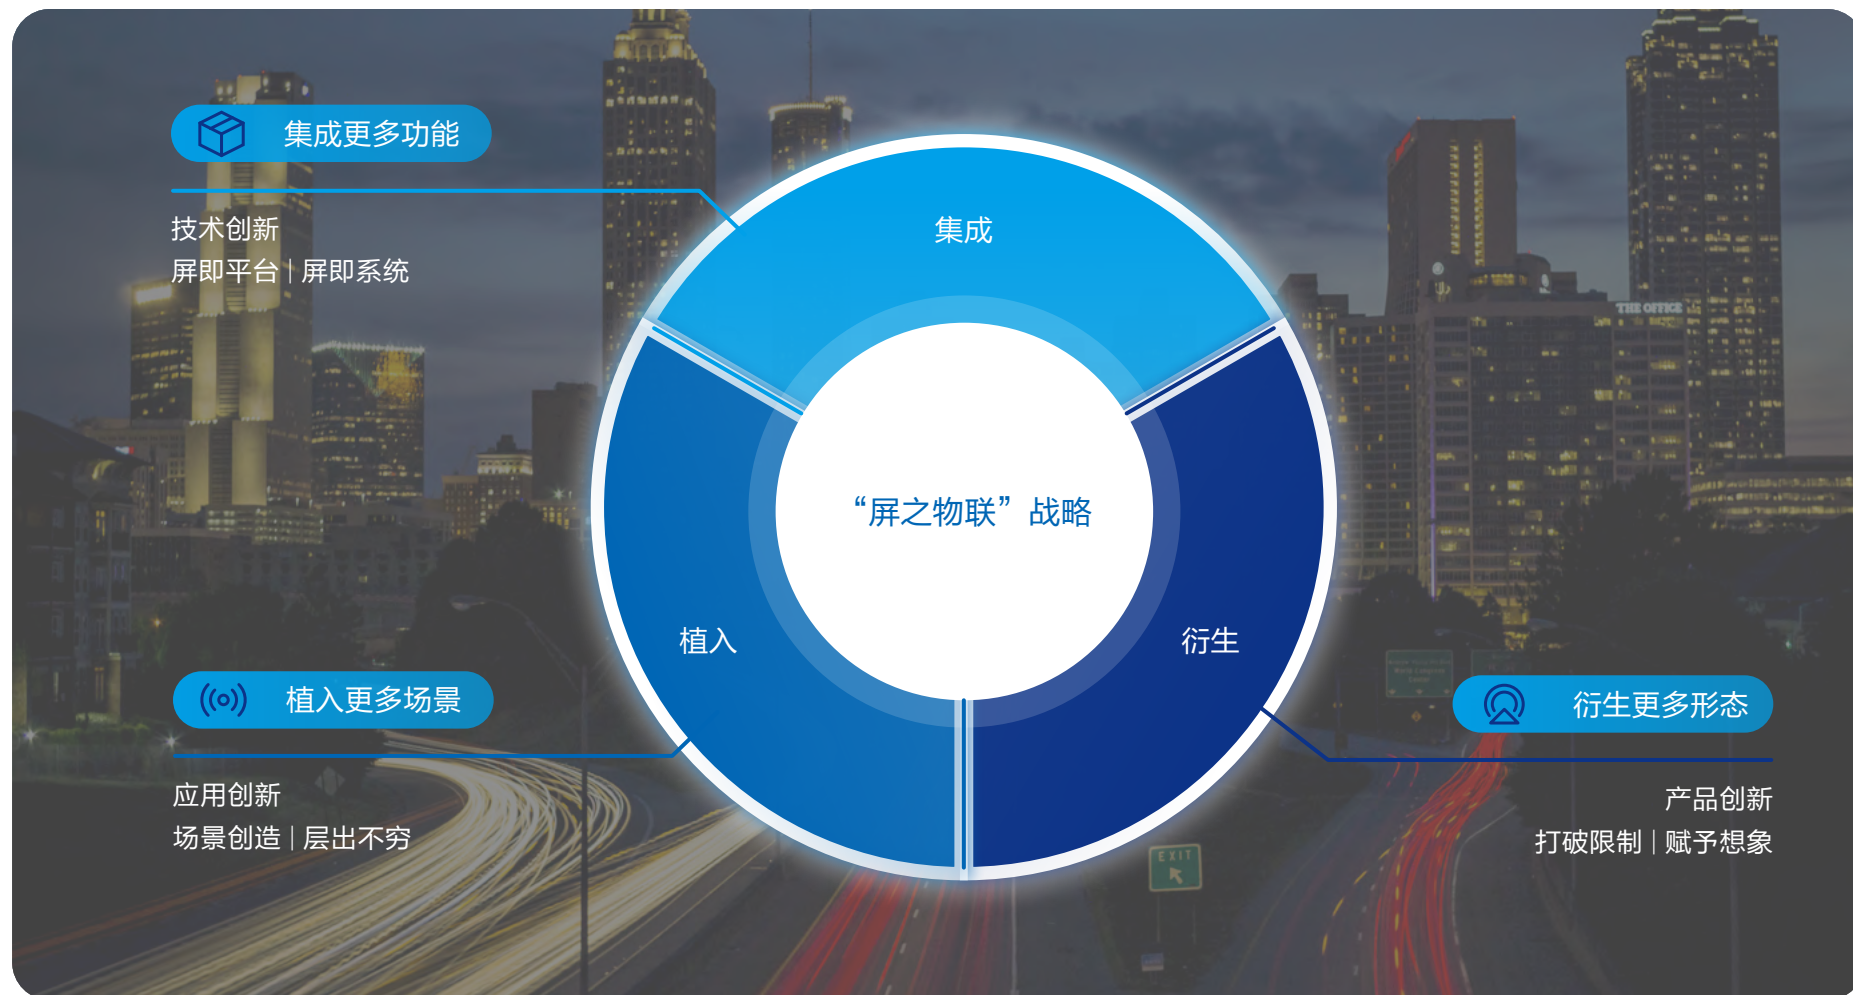 集成更多功能
技术创新
屏即平台 | 屏即系统
集成
THE OFFICE
“屏之物联”战略
植入
衍生
植入更多场景
应用创新
场景创造 | 层出不穷
衍生更多形态
产品创新
打破限制 | 赋予想象
EXIT